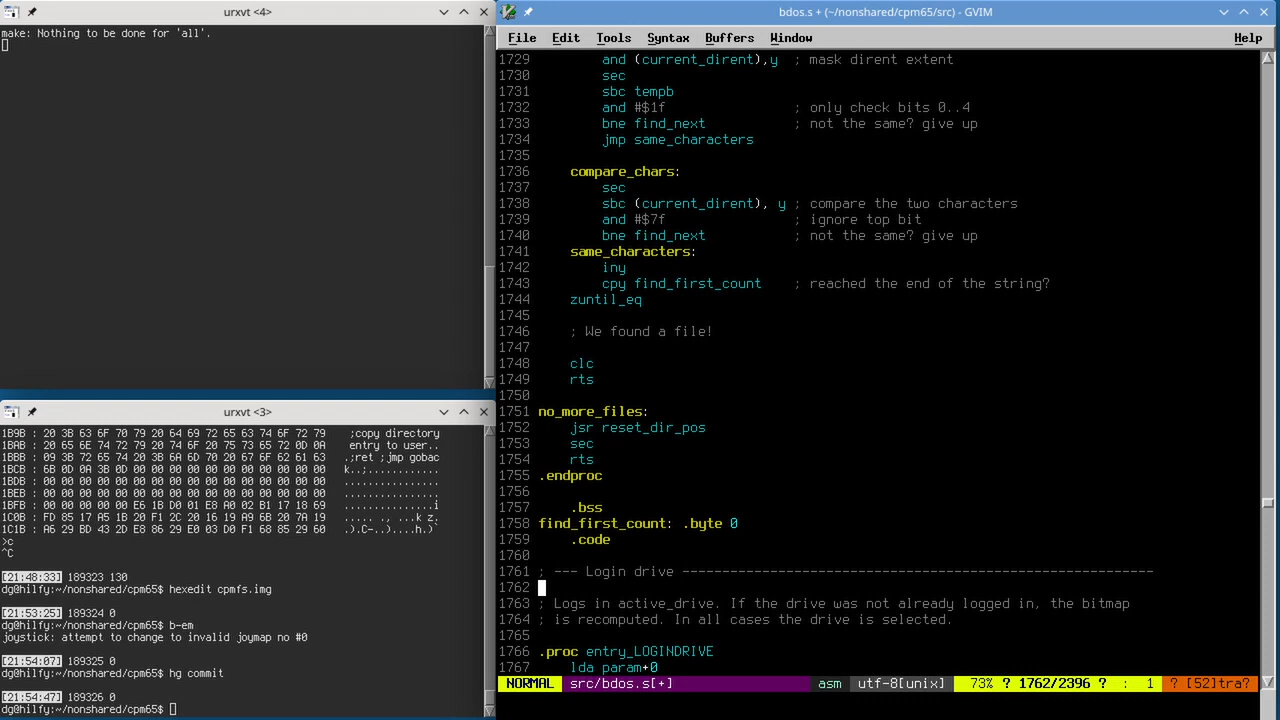 urxvt <4>
make: Nothing to be done for 'all'.
urxvt <3>
1B9B : 20 3B 63 6F 70 79 20 64 69 72 65 63 74 6F 72 79   ;copy directory
1BAB : 20 65 6E 74 72 79 20 74 6F 20 75 73 65 72 0D 0A   entry to user..
1BBB : 09 3B 72 65 74 20 3B 6A 6D 70 20 67 6F 62 61 63   .;ret ;jmp gobac
1BCB : 6B 0D 0A 3B 0D 00 00 00 00 00 00 00 00 00 00 00   k..;............
1BDB : 00 00 00 00 00 00 00 00 00 00 00 00 00 00 00 00   ................
1BEB : 00 00 00 00 00 00 00 00 00 00 00 00 00 00 00 00   ................
1BFB : 00 00 00 00 00 E6 1B D0 01 E8 A0 02 B1 17 18 69   ...............i
1C0B : FD 85 17 A5 1B 20 F1 2C 20 16 19 A9 6B 20 7A 19   ..... ., ...k z.
1C1B : A6 29 BD 43 2D E8 86 29 E0 03 D0 F1 68 85 29 60   .).C-..)....h.)`
>c
^C
[21:48:33] 189323 130
dg@hilfy:~/nonshared/cpm65$ hexedit cpmfs.img
[21:53:25] 189324 0
dg@hilfy:~/nonshared/cpm65$ b-em
joystick: attempt to change to invalid joymap no #0
[21:54:07] 189325 0
dg@hilfy:~/nonshared/cpm65$ hg commit
[21:54:47] 189326 0
dg@hilfy:~/nonshared/cpm65$
bdos.s + (~/nonshared/cpm65/src) - GVIM
File Edit Tools Syntax Buffers Window Help
1729         and (current_dirent),y  ; mask dirent extent
1730         sec
1731         sbc tempb
1732         and #$1f                ; only check bits 0..4
1733         bne find_next           ; not the same? give up
1734         jmp same_characters
1735
1736     compare_chars:
1737         sec
1738         sbc (current_dirent), y ; compare the two characters
1739         and #$7f                ; ignore top bit
1740         bne find_next           ; not the same? give up
1741     same_characters:
1742         iny
1743         cpy find_first_count    ; reached the end of the string?
1744     zuntil_eq
1745
1746     ; We found a file!
1747
1748     clc
1749     rts
1750
1751 no_more_files:
1752     jsr reset_dir_pos
1753     sec
1754     rts
1755 .endproc
1756
1757     .bss
1758 find_first_count: .byte 0
1759     .code
1760
1761 ; --- Login drive -----------------------------------------------------------
1762
1763 ; Logs in active_drive. If the drive was not already logged in, the bitmap
1764 ; is recomputed. In all cases the drive is selected.
1765
1766 .proc entry_LOGINDRIVE
1767     lda param+0
NORMAL src/bdos.s[+] asm utf-8[unix] 73% ? 1762/2396 ? : 1 ? [52]tra?